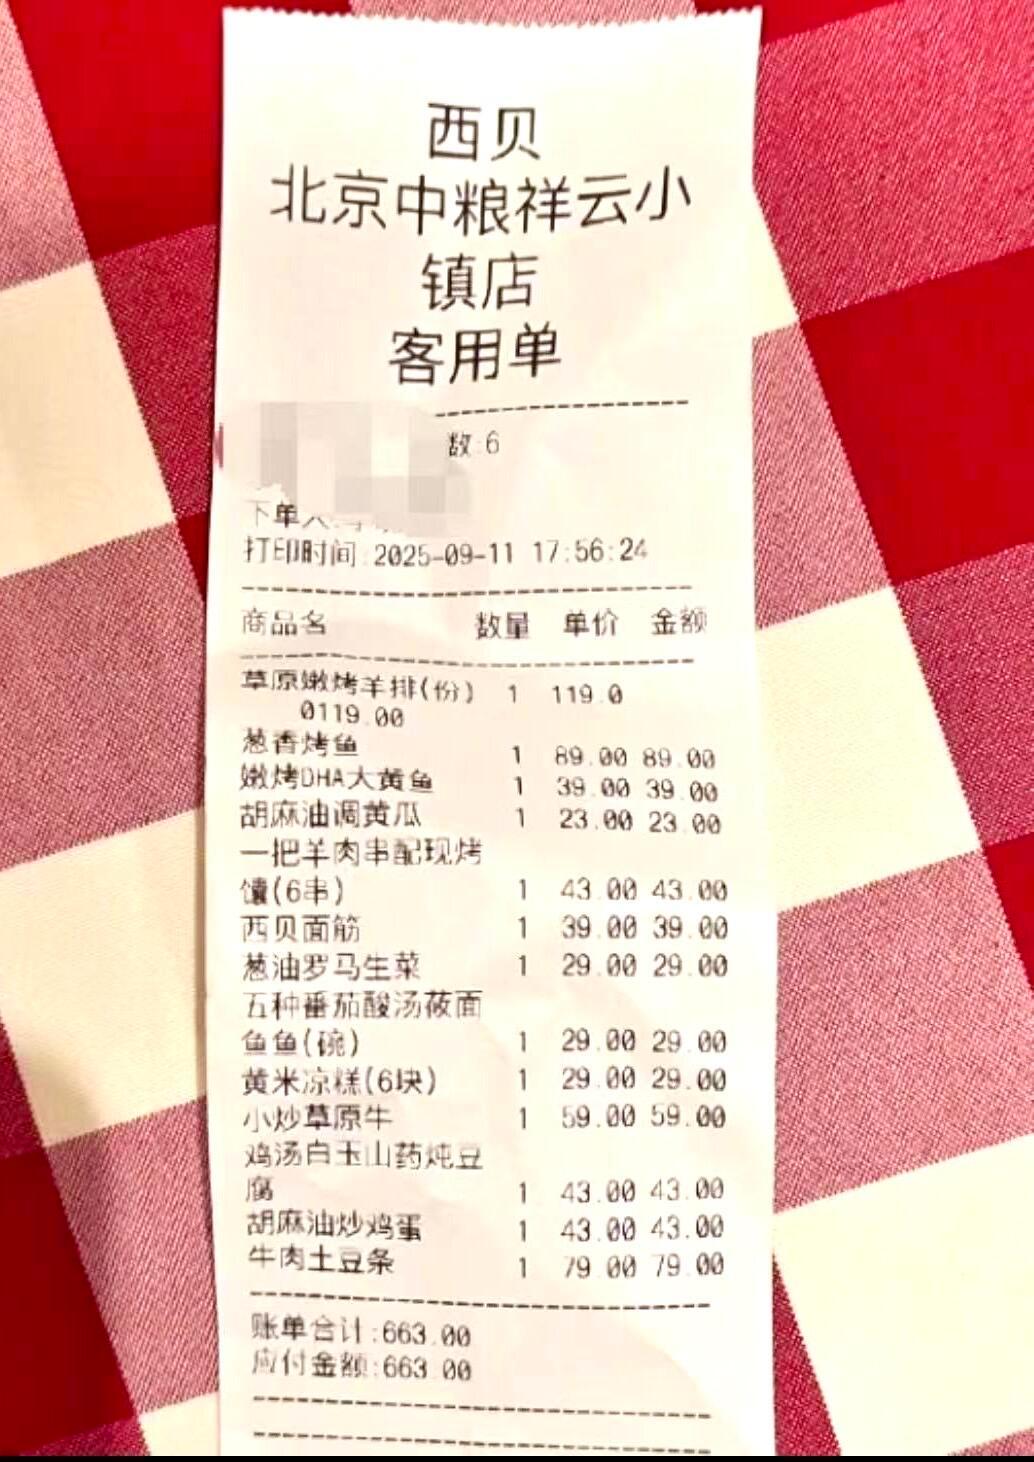 西贝
北京中粮祥云小
镇店
客用单
数:6
下单人
打印时间:2025-09-11 17:56:24
商品名 数量 单价 金额
草原嫩烤羊排(份) 1 119.0
0119.00
葱香烤鱼 1 89.00 89.00
嫩烤DHA大黄鱼 1 39.00 39.00
胡麻油调黄瓜 1 23.00 23.00
一把羊肉串配现烤
馕(6串) 1 43.00 43.00
西贝面筋 1 39.00 39.00
葱油罗马生菜 1 29.00 29.00
五种番茄酸汤莜面
鱼鱼(碗) 1 29.00 29.00
黄米凉糕(6块) 1 29.00 29.00
小炒草原牛 1 59.00 59.00
鸡汤白玉山药炖豆
腐 1 43.00 43.00
胡麻油炒鸡蛋 1 43.00 43.00
牛肉土豆条 1 79.00 79.00
账单合计:663.00
应付金额:663.00